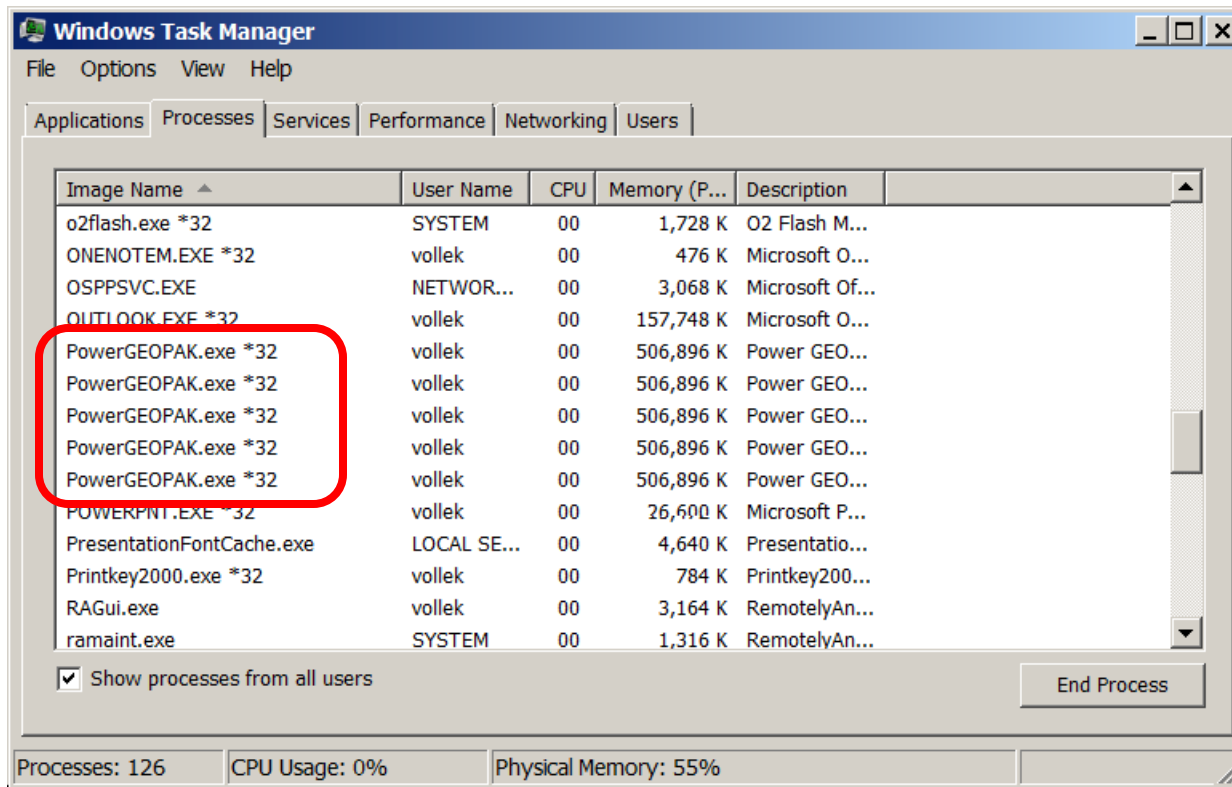 Windows Task Manager
File Options View Help
Applications Processes Services Performance Networking Users
Image Name User Name CPU Memory (P... Description
o2flash.exe *32 SYSTEM 00 1,728 K O2 Flash M...
ONENOTEM.EXE *32 vollek 00 476 K Microsoft O...
OSPPSVC.EXE NETWOR... 00 3,068 K Microsoft Of...
OUTLOOK.EXE *32 vollek 00 157,748 K Microsoft O...
PowerGEOPAK.exe *32 vollek 00 506,896 K Power GEO...
PowerGEOPAK.exe *32 vollek 00 506,896 K Power GEO...
PowerGEOPAK.exe *32 vollek 00 506,896 K Power GEO...
PowerGEOPAK.exe *32 vollek 00 506,896 K Power GEO...
PowerGEOPAK.exe *32 vollek 00 506,896 K Power GEO...
POWERPNT.EXE *32 vollek 00 26,600 K Microsoft P...
PresentationFontCache.exe LOCAL SE... 00 4,640 K Presentatio...
Printkey2000.exe *32 vollek 00 784 K Printkey200...
RAGui.exe vollek 00 3,164 K RemotelyAn...
ramaint.exe SYSTEM 00 1,316 K RemotelyAn...
Show processes from all users
End Process
Processes: 126 CPU Usage: 0% Physical Memory: 55%